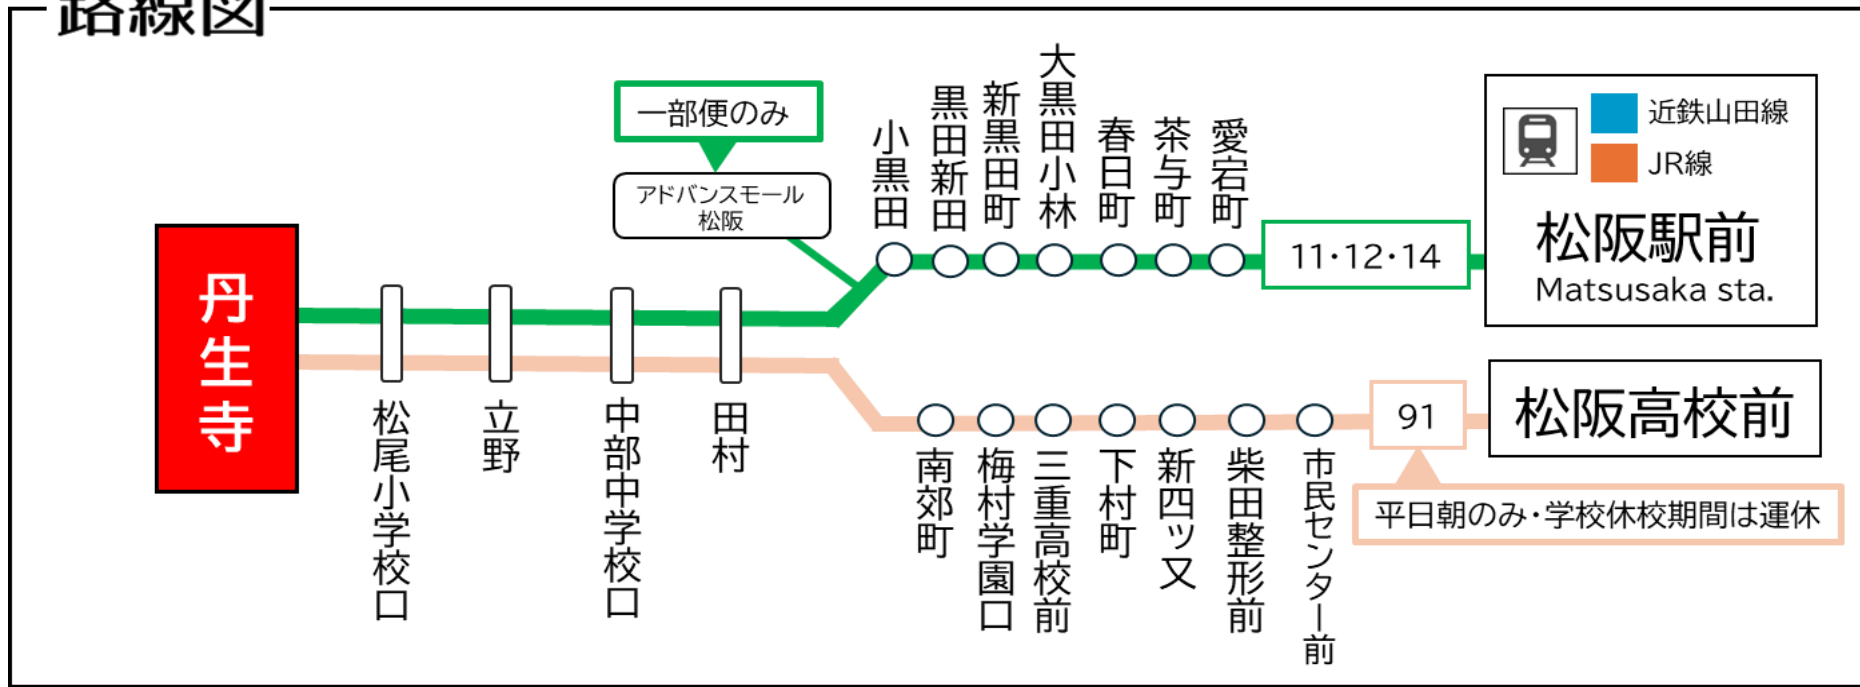 路線図
一部便のみ
アドバンスモール
松阪
小黒田
黒田新田
新黒田町
大黒田小林
春日町
茶与町
愛宕町
11・12・14
近鉄山田線
JR線
松阪駅前
Matsusaka sta.
丹生寺
松尾小学校口
立野
中部中学校口
田村
南郊町
梅村学園口
三重高校前
下村町
新四ツ又
柴田整形前
市民センター前
91
松阪高校前
平日朝のみ・学校休校期間は運休